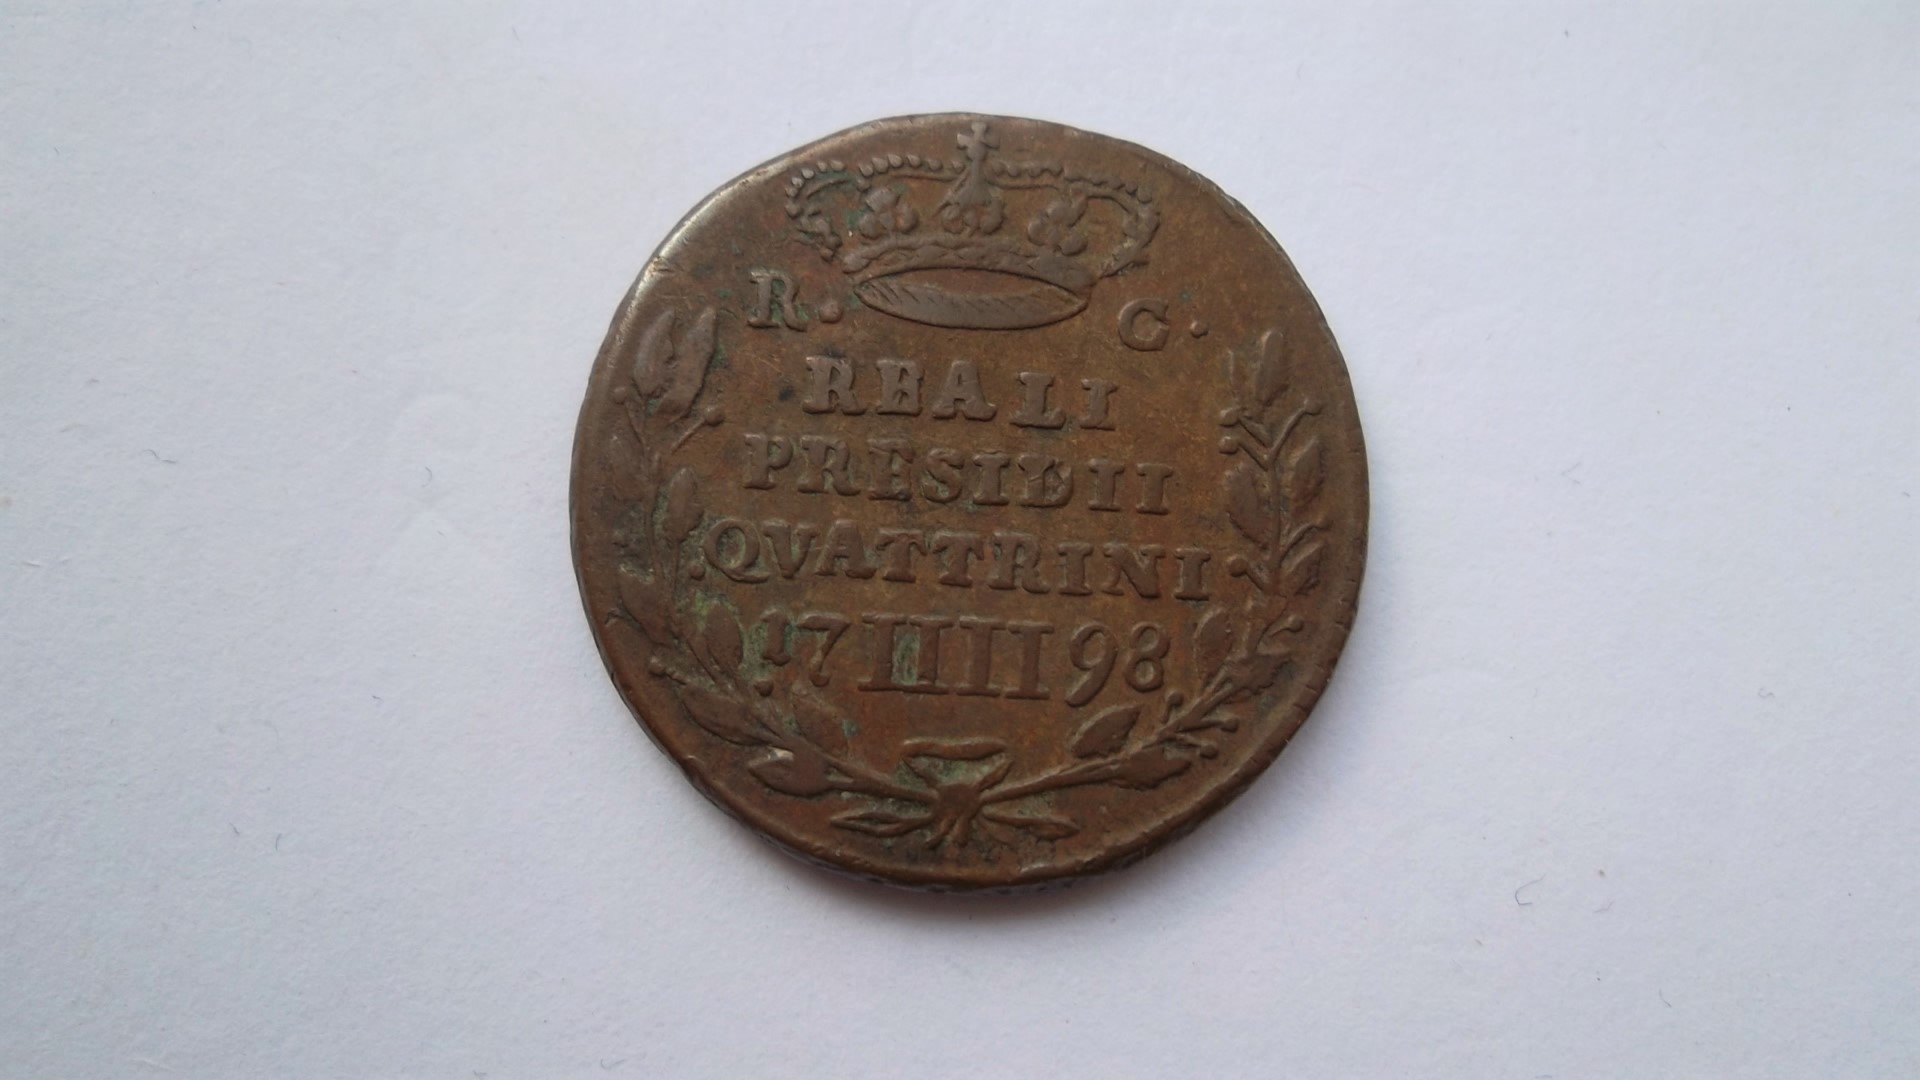 R. C.
REALI
PRESIDII
QVATTRINI
17 IIII 98